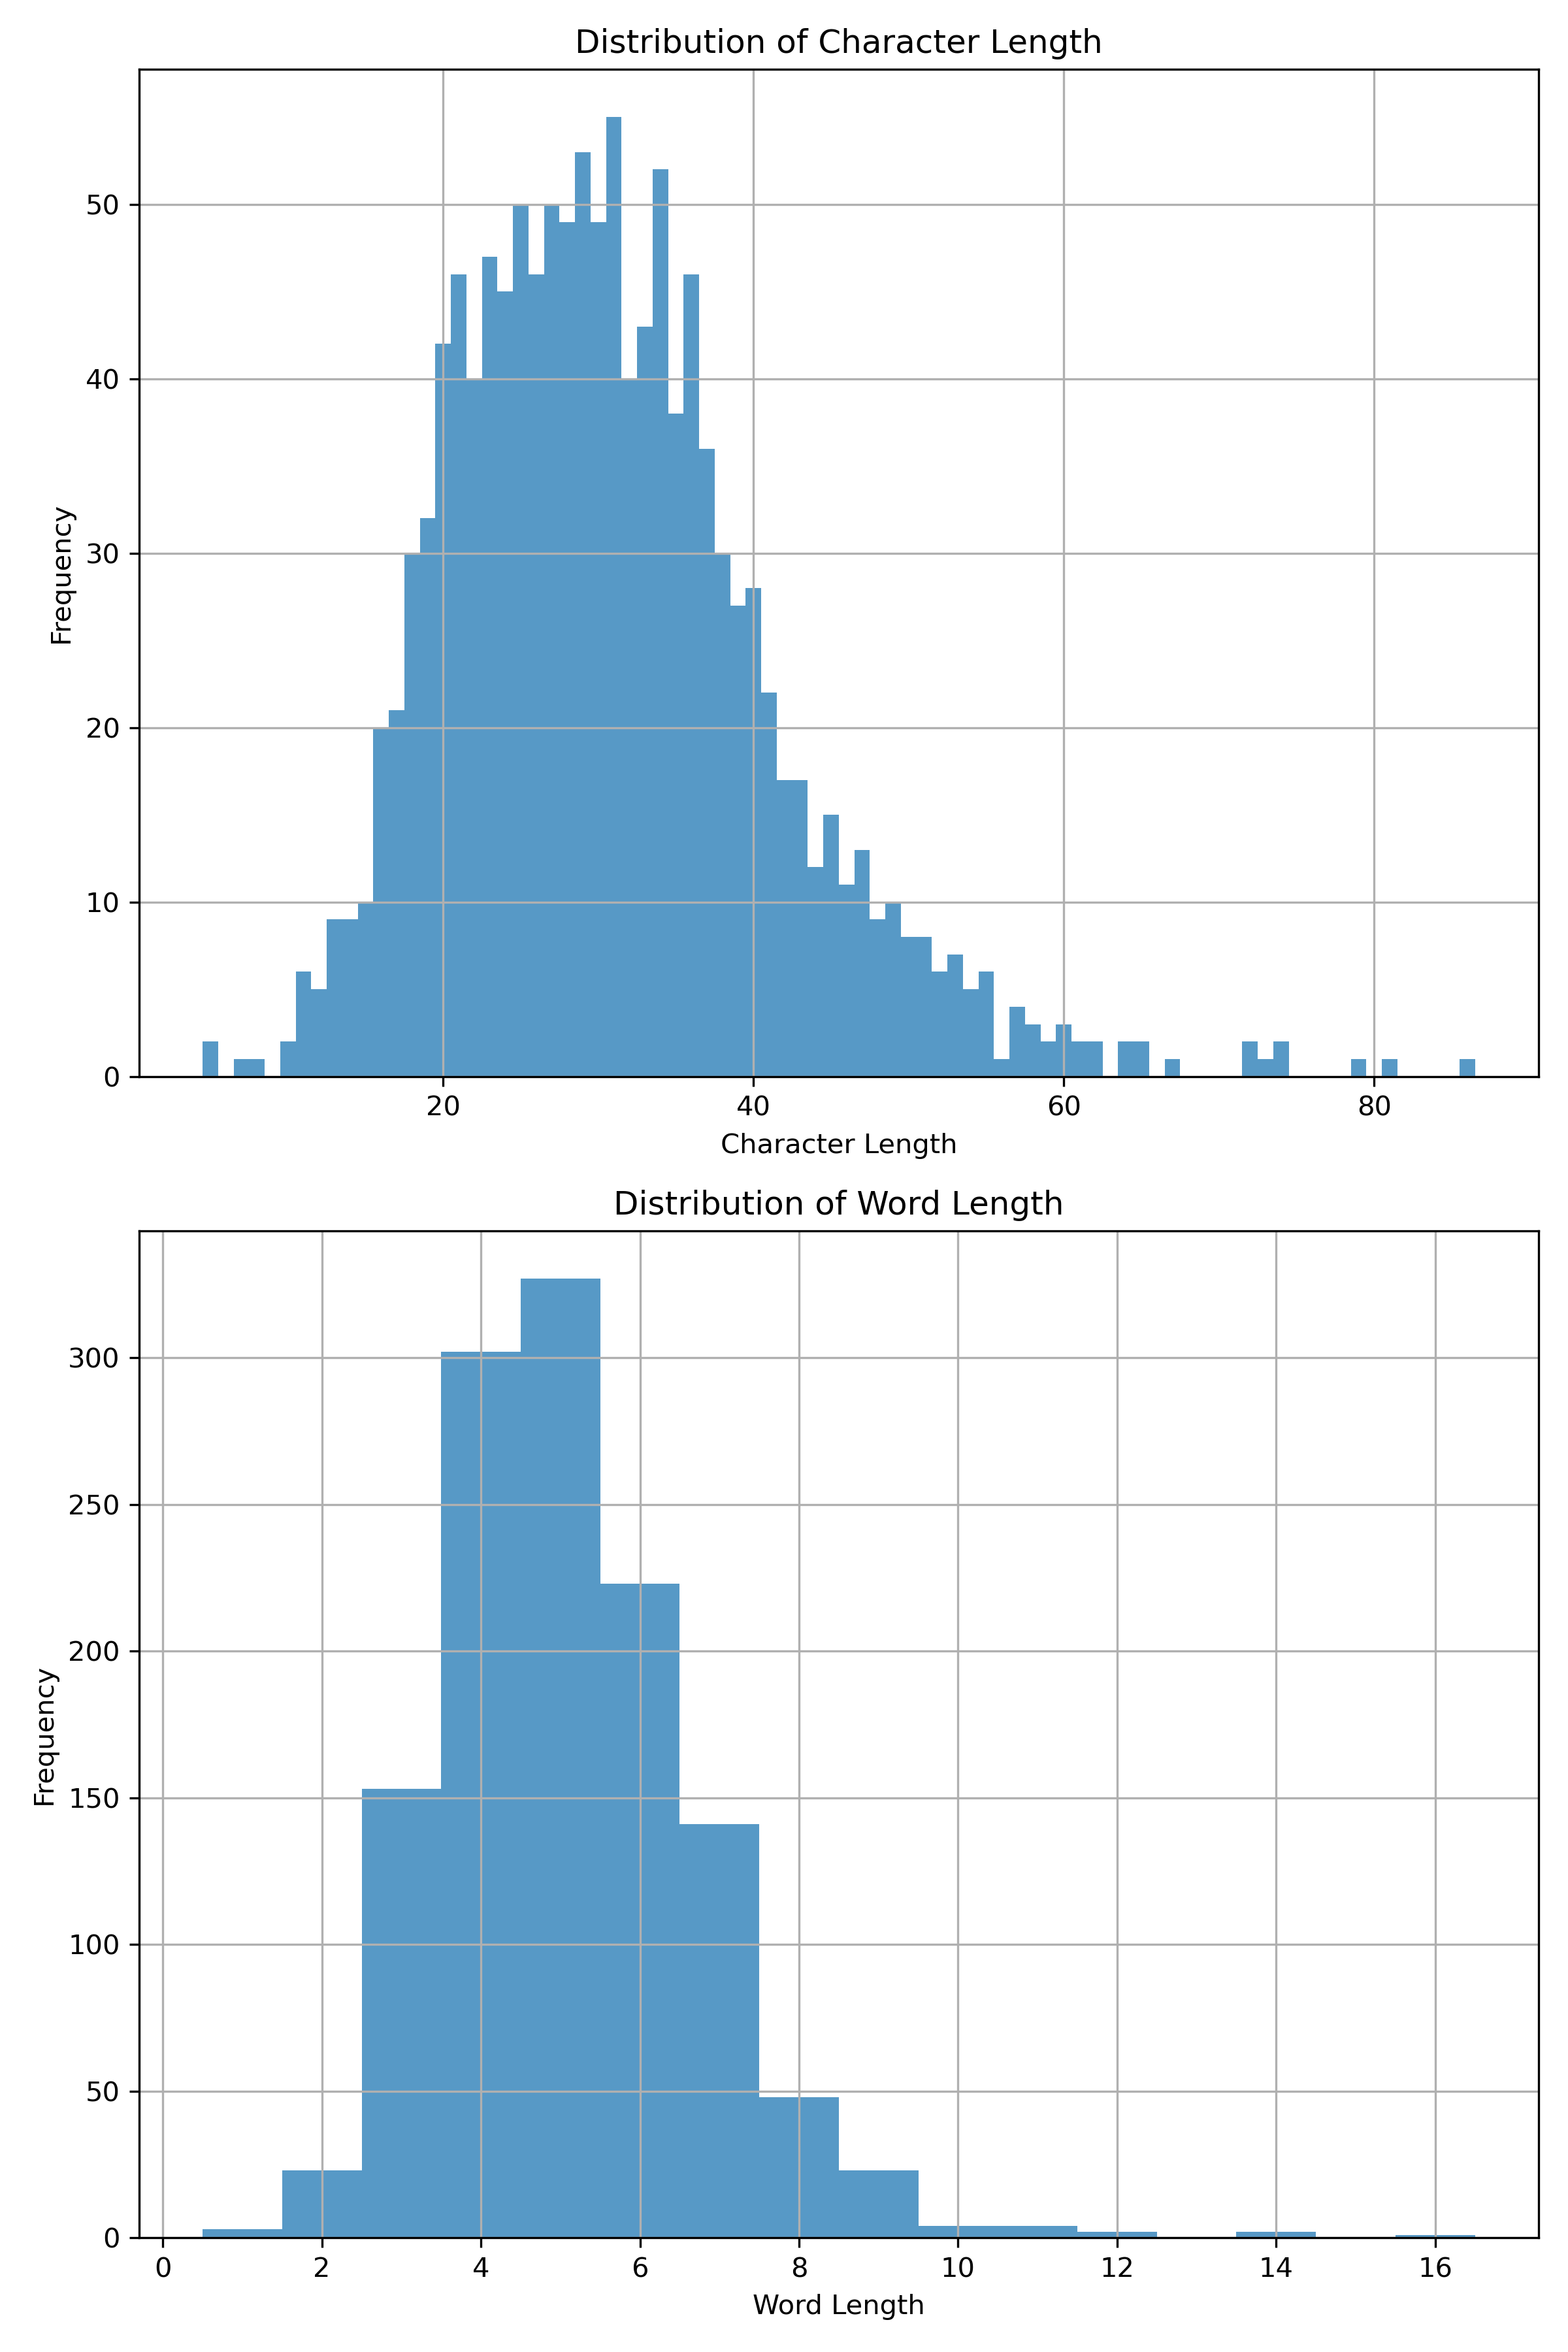 Distribution of Character Length
50
40
30
20
10
0
Frequency
20 40 60 80
Character Length
Distribution of Word Length
300
250
200
150
100
50
0
Frequency
0 2 4 6 8 10 12 14 16
Word Length